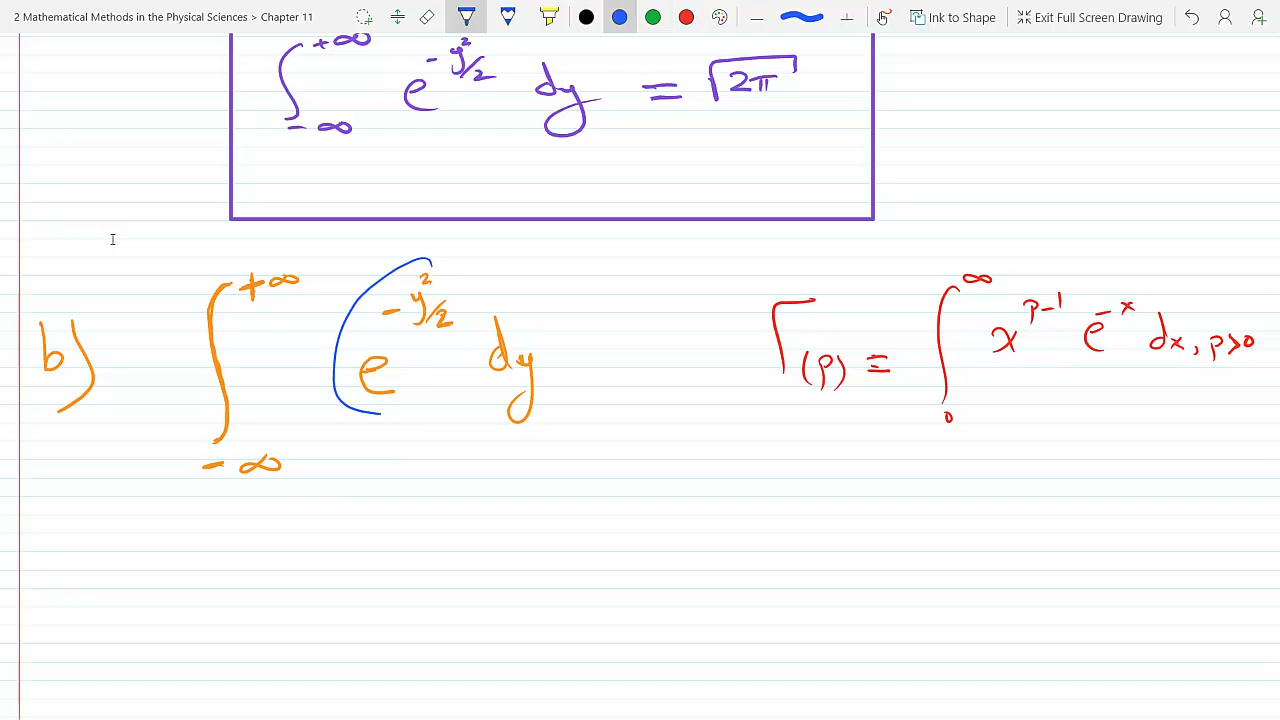 2 Mathematical Methods in the Physical Sciences > Chapter 11
Ink to Shape
Exit Full Screen Drawing
∫_{-∞}^{+∞} e^{-y²/2} dy = √2π
b) ∫_{-∞}^{+∞} e^{-y²/2} dy
Γ(p) ≡ ∫_0^∞ x^{p-1} e^{-x} dx, p>0